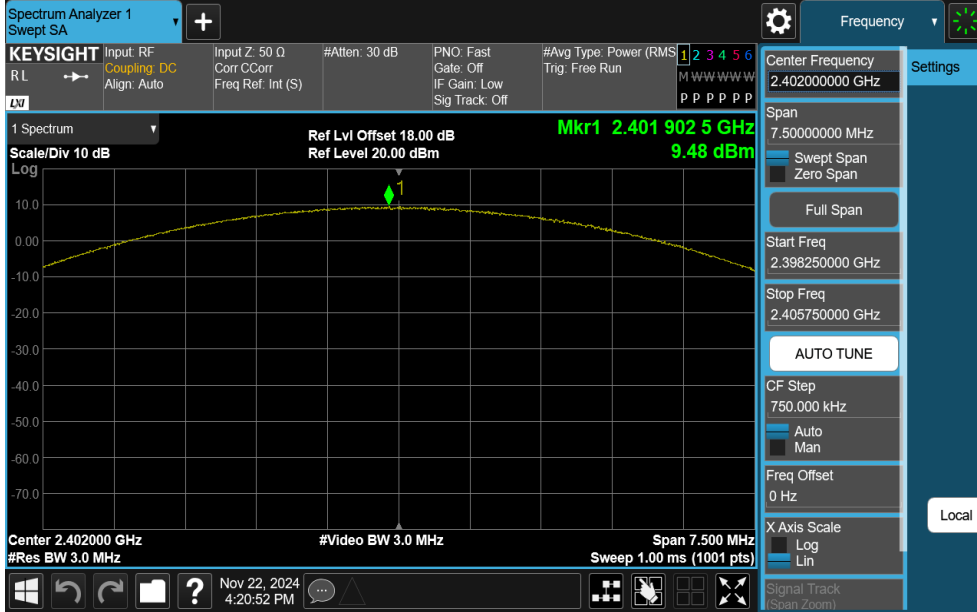 Spectrum Analyzer 1
Swept SA
Frequency
KEYSIGHT
R L
LXI
Input: RF
Coupling: DC
Align: Auto
Input Z: 50 Ω
Corr CCorr
Freq Ref: Int (S)
#Atten: 30 dB
PNO: Fast
Gate: Off
IF Gain: Low
Sig Track: Off
#Avg Type: Power (RMS
Trig: Free Run
1 2 3 4 5 6
M W W W W W
P P P P P P
1 Spectrum
Scale/Div 10 dB
Log
Ref Lvl Offset 18.00 dB
Ref Level 20.00 dBm
Mkr1 2.401 902 5 GHz
9.48 dBm
1
10.0
0.00
-10.0
-20.0
-30.0
-40.0
-50.0
-60.0
-70.0
Center 2.402000 GHz
#Res BW 3.0 MHz
#Video BW 3.0 MHz
Span 7.500 MHz
Sweep 1.00 ms (1001 pts)
Center Frequency
2.402000000 GHz
Span
7.50000000 MHz
Swept Span
Zero Span
Full Span
Start Freq
2.398250000 GHz
Stop Freq
2.405750000 GHz
AUTO TUNE
CF Step
750.000 kHz
Auto
Man
Freq Offset
0 Hz
X Axis Scale
Log
Lin
Signal Track
(Span Zoom)
Settings
Local
?
Nov 22, 2024
4:20:52 PM